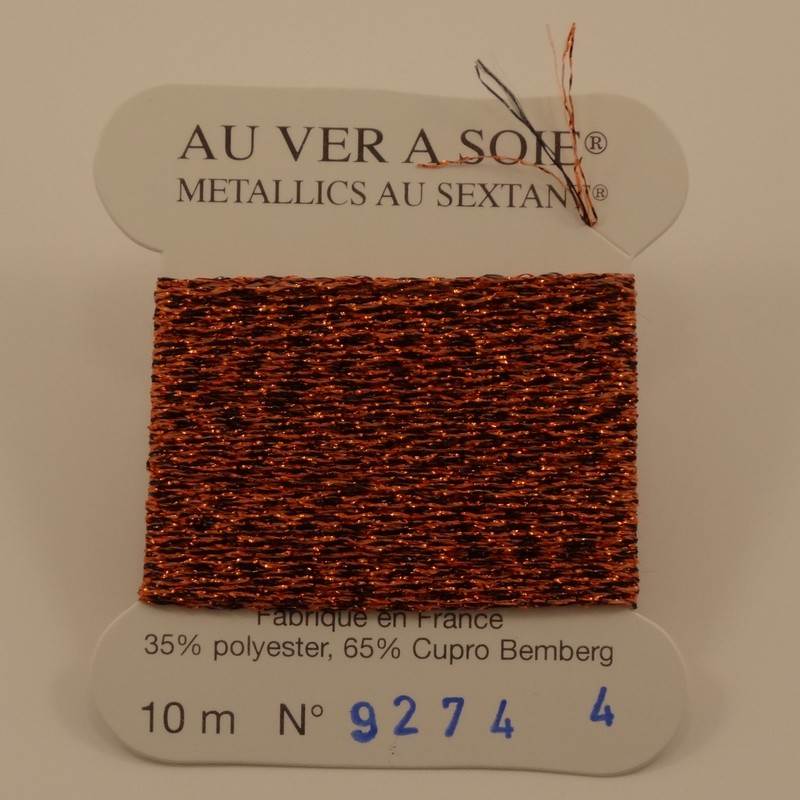 AU VER A SOIE®
METALLICS AU SEXTANT®
Fabrique en France
35% polyester, 65% Cupro Bemberg
10 m N° 9274 4